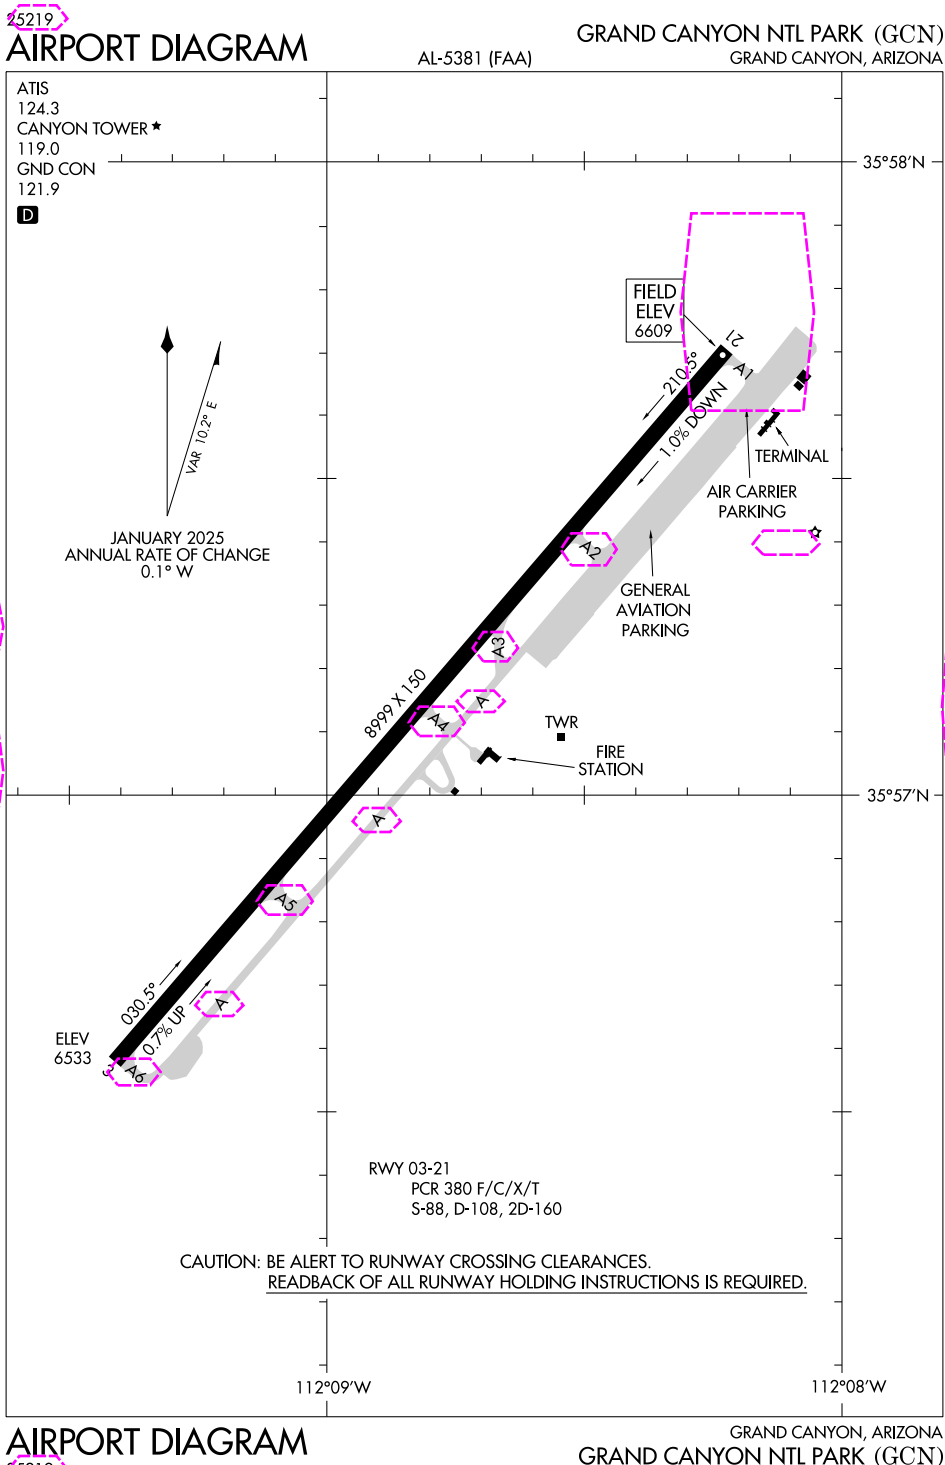 25219
AIRPORT DIAGRAM
AL-5381 (FAA)
GRAND CANYON NTL PARK (GCN)
GRAND CANYON, ARIZONA
ATIS
124.3
CANYON TOWER ★
119.0
GND CON
121.9
D
35°58'N
FIELD
ELEV
6609
21
A1
210.5°
1.0% DOWN
VAR 10.2° E
JANUARY 2025
ANNUAL RATE OF CHANGE
0.1° W
TERMINAL
AIR CARRIER
PARKING
A2
GENERAL
AVIATION
PARKING
A3
8999 X 150
A
A4
TWR
FIRE
STATION
35°57'N
A
A5
030.5°
0.7% UP
A
ELEV
6533
3
A6
RWY 03-21
PCR 380 F/C/X/T
S-88, D-108, 2D-160
CAUTION: BE ALERT TO RUNWAY CROSSING CLEARANCES.
READBACK OF ALL RUNWAY HOLDING INSTRUCTIONS IS REQUIRED.
112°09'W
112°08'W
AIRPORT DIAGRAM
GRAND CANYON, ARIZONA
GRAND CANYON NTL PARK (GCN)
25219